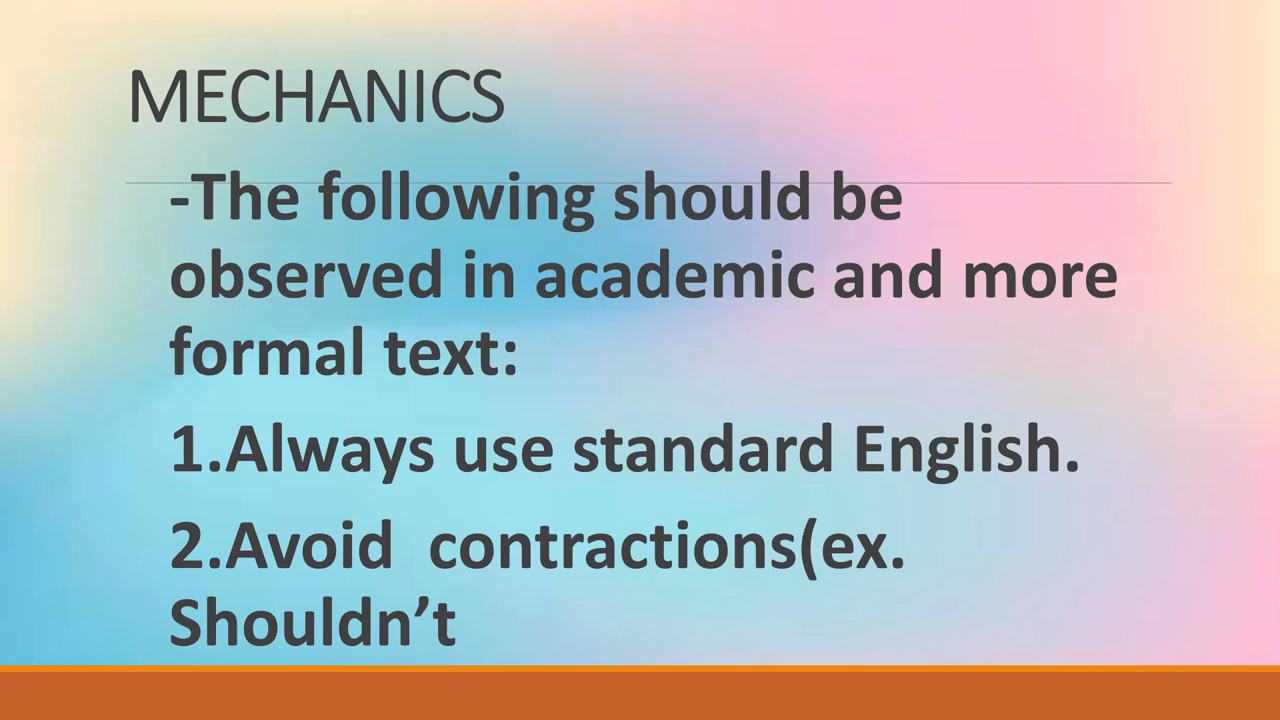 MECHANICS
-The following should be
observed in academic and more
formal text:
1.Always use standard English.
2.Avoid  contractions(ex.
Shouldn’t